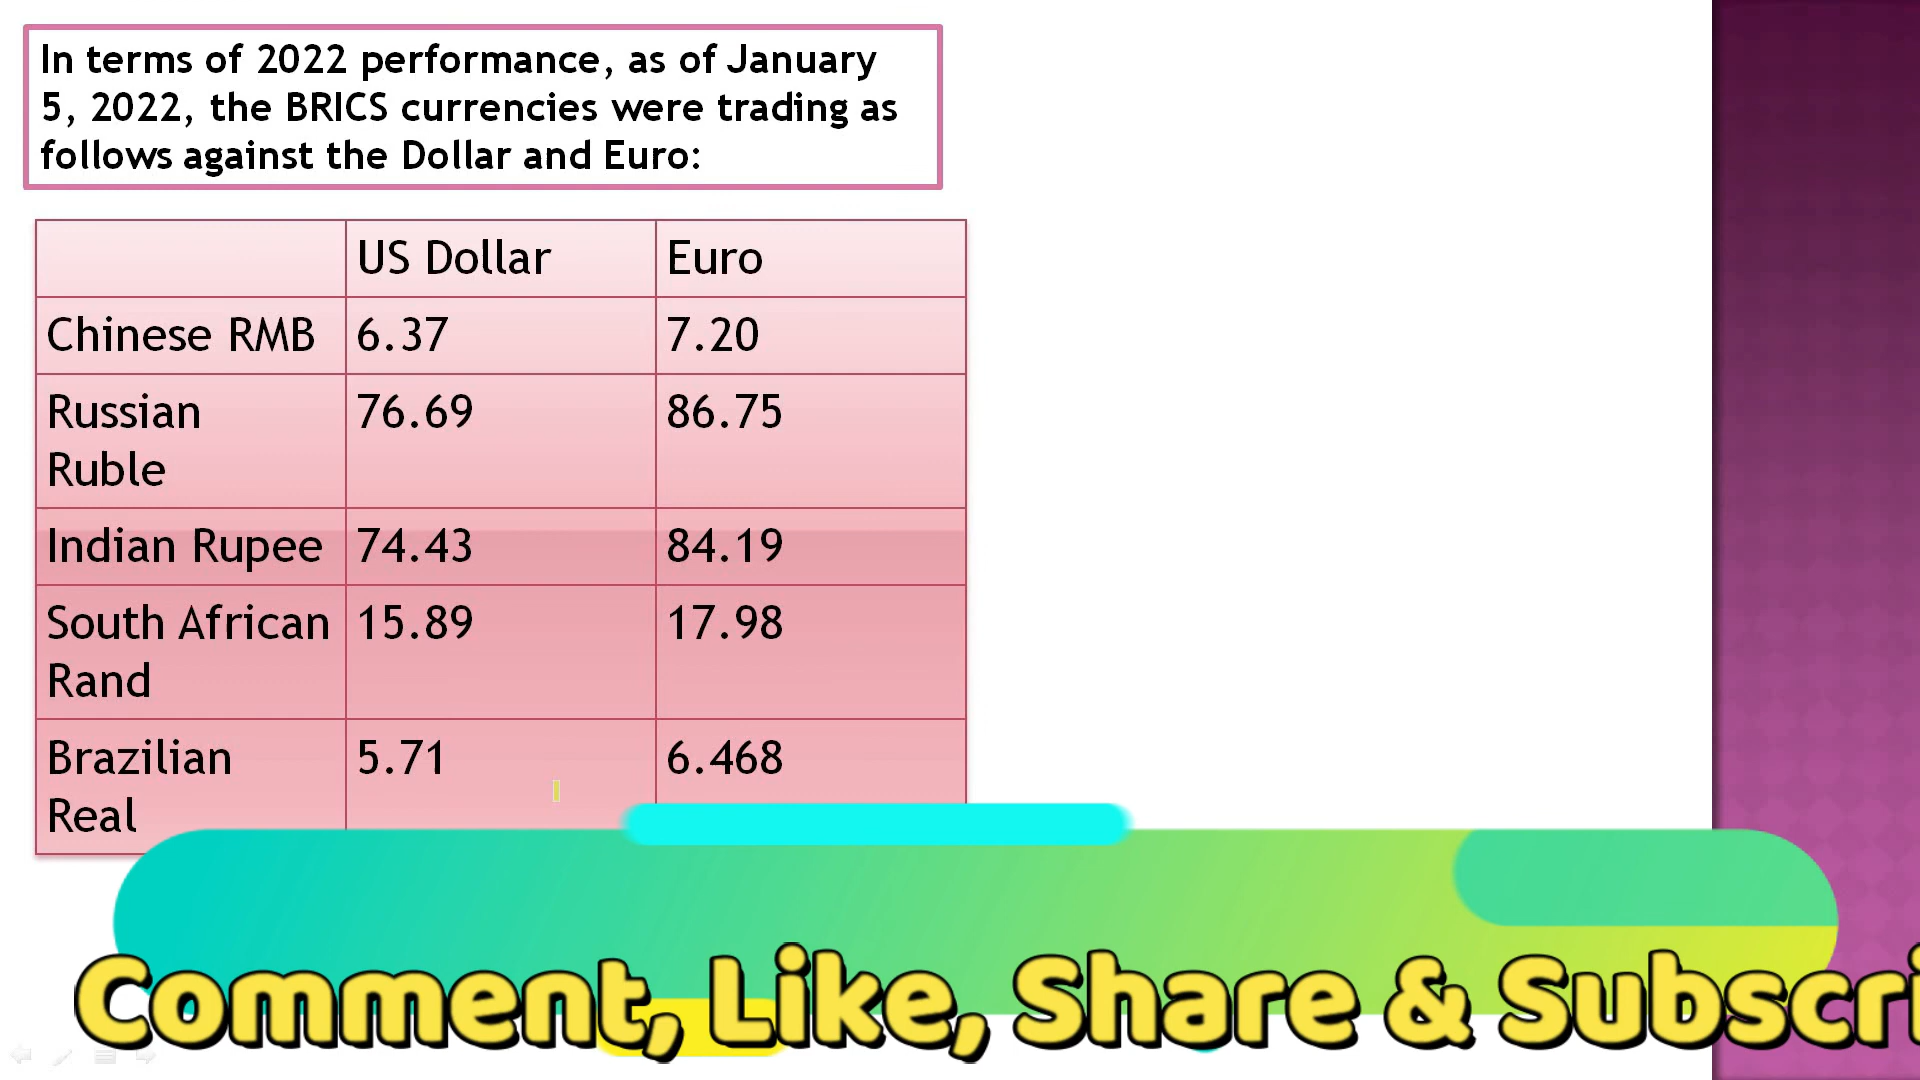 In terms of 2022 performance, as of January
5, 2022, the BRICS currencies were trading as
follows against the Dollar and Euro:
US Dollar Euro
Chinese RMB 6.37 7.20
Russian 76.69 86.75
Ruble
Indian Rupee 74.43 84.19
South African 15.89 17.98
Rand
Brazilian 5.71 6.468
Real
Comment, Like, Share & Subscri